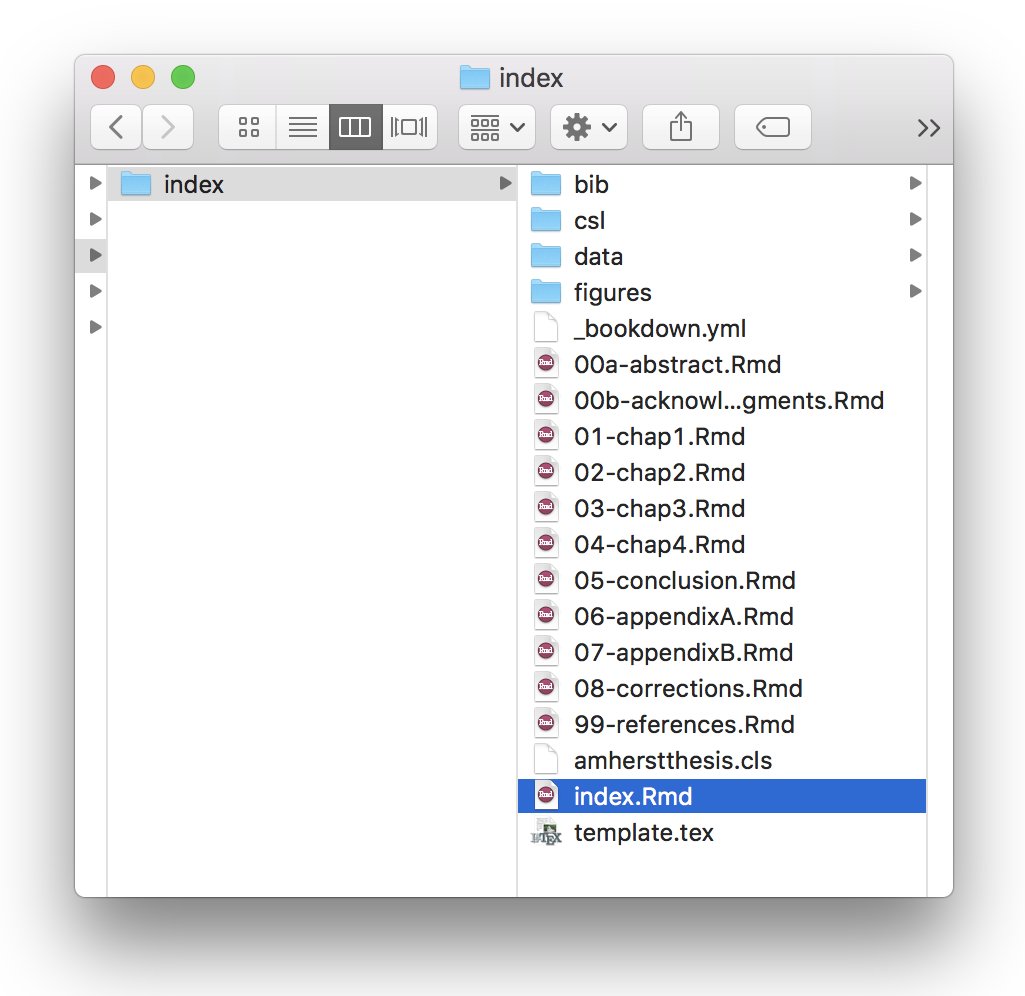 index
index
bib
csl
data
figures
_bookdown.yml
00a-abstract.Rmd
00b-acknowl...gments.Rmd
01-chap1.Rmd
02-chap2.Rmd
03-chap3.Rmd
04-chap4.Rmd
05-conclusion.Rmd
06-appendixA.Rmd
07-appendixB.Rmd
08-corrections.Rmd
99-references.Rmd
amherstthesis.cls
index.Rmd
template.tex